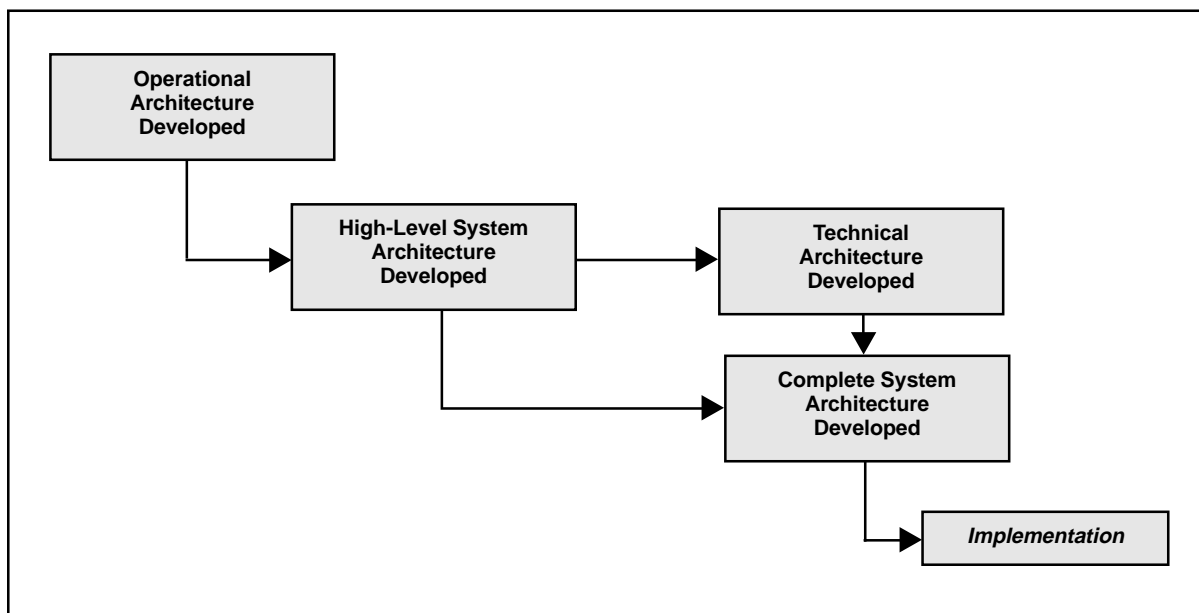 Operational
Architecture
Developed
High-Level System
Architecture
Developed
Technical
Architecture
Developed
Complete System
Architecture
Developed
Implementation